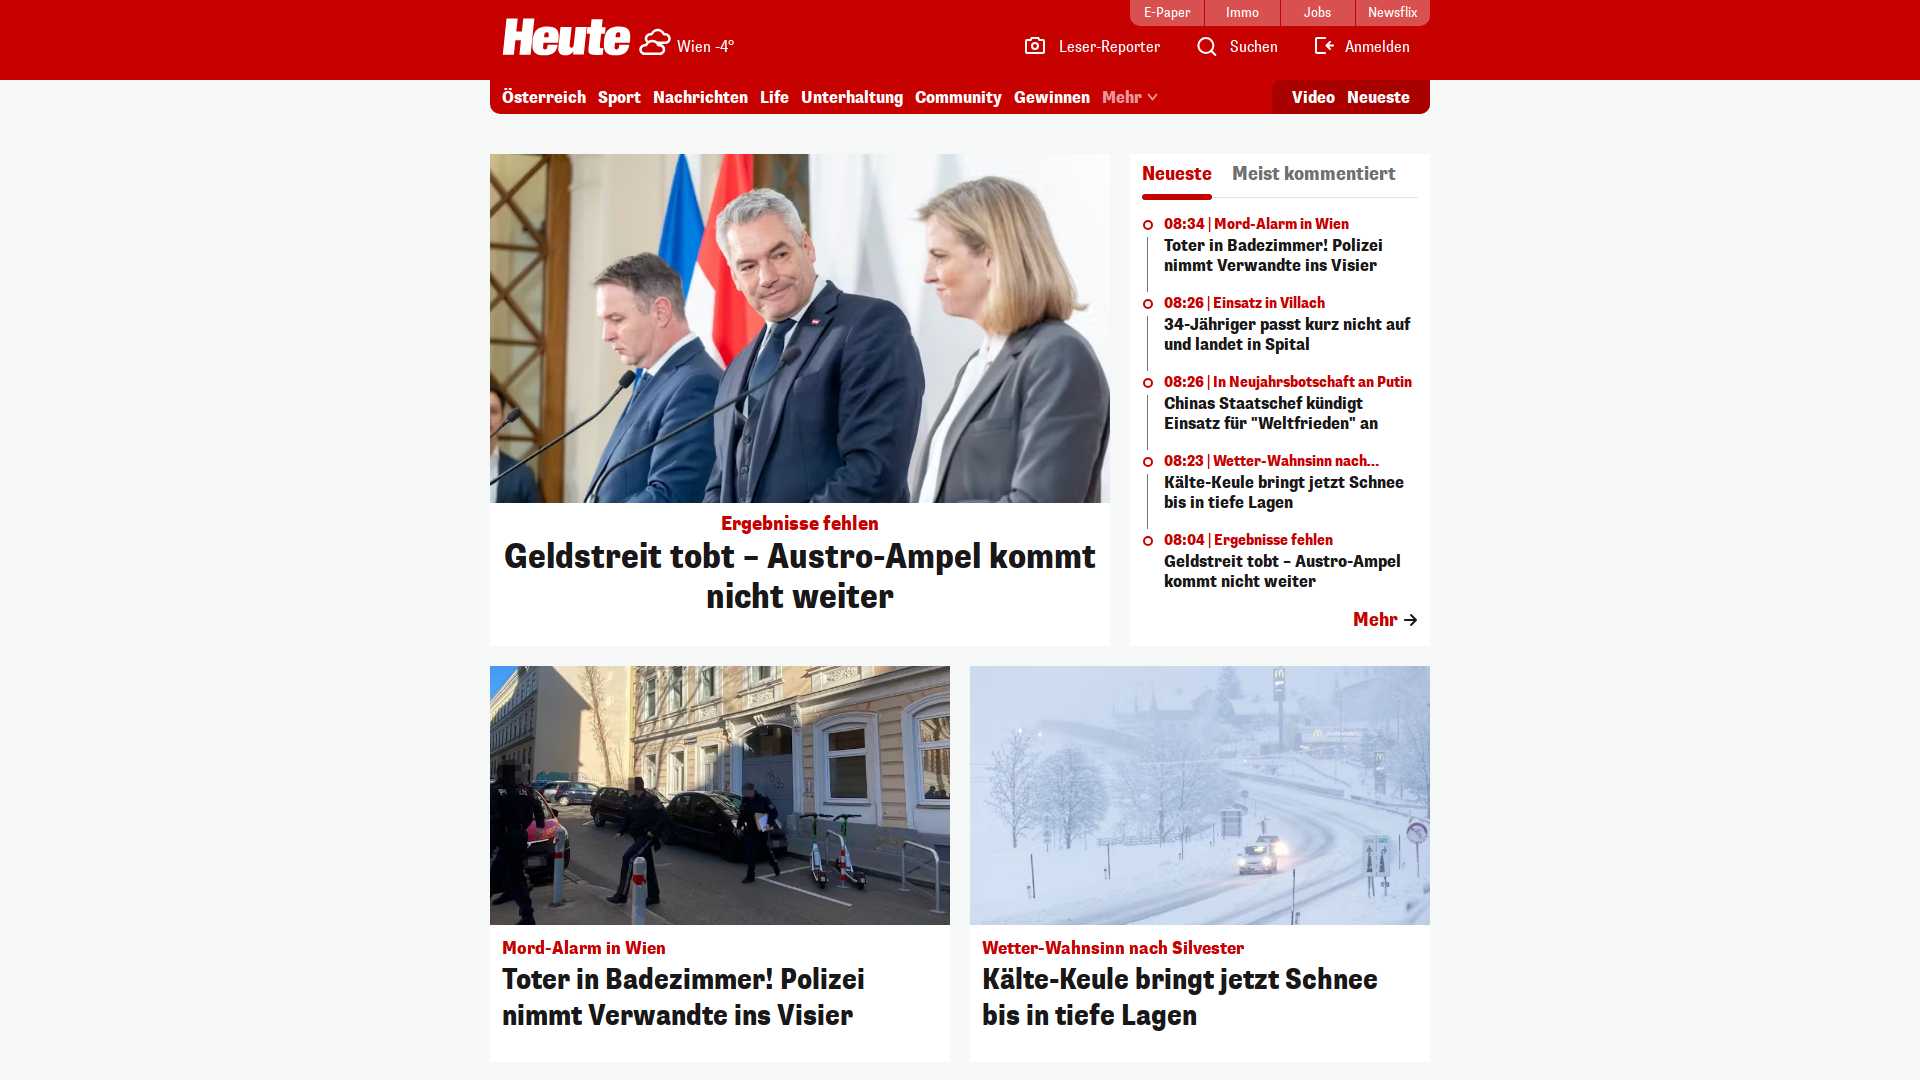 E-Paper
Immo
Jobs
Newsflix
Heute
Wien -4°
Leser-Reporter
Suchen
Anmelden
Österreich
Sport
Nachrichten
Life
Unterhaltung
Community
Gewinnen
Mehr
Video
Neueste
Ergebnisse fehlen
Geldstreit tobt – Austro-Ampel kommt
nicht weiter
Neueste
Meist kommentiert
08:34 | Mord-Alarm in Wien
Toter in Badezimmer! Polizei
nimmt Verwandte ins Visier
08:26 | Einsatz in Villach
34-Jähriger passt kurz nicht auf
und landet in Spital
08:26 | In Neujahrsbotschaft an Putin
Chinas Staatschef kündigt
Einsatz für "Weltfrieden" an
08:23 | Wetter-Wahnsinn nach...
Kälte-Keule bringt jetzt Schnee
bis in tiefe Lagen
08:04 | Ergebnisse fehlen
Geldstreit tobt – Austro-Ampel
kommt nicht weiter
Mehr
Mord-Alarm in Wien
Toter in Badezimmer! Polizei
nimmt Verwandte ins Visier
Wetter-Wahnsinn nach Silvester
Kälte-Keule bringt jetzt Schnee
bis in tiefe Lagen